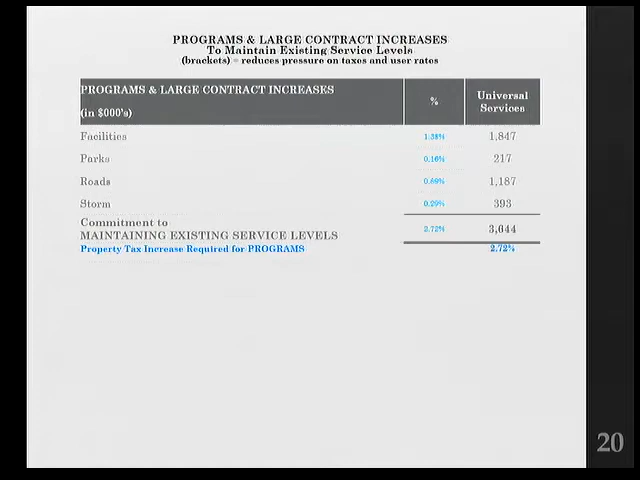 PROGRAMS & LARGE CONTRACT INCREASES
To Maintain Existing Service Levels
(brackets) = reduces pressure on taxes and user rates
PROGRAMS & LARGE CONTRACT INCREASES
(in $000's)
%
Universal
Services
Facilities 1.38% 1,847
Parks 0.16% 217
Roads 0.89% 1,187
Storm 0.29% 393
Commitment to
MAINTAINING EXISTING SERVICE LEVELS 2.72% 3,644
Property Tax Increase Required for PROGRAMS 2.72%
20